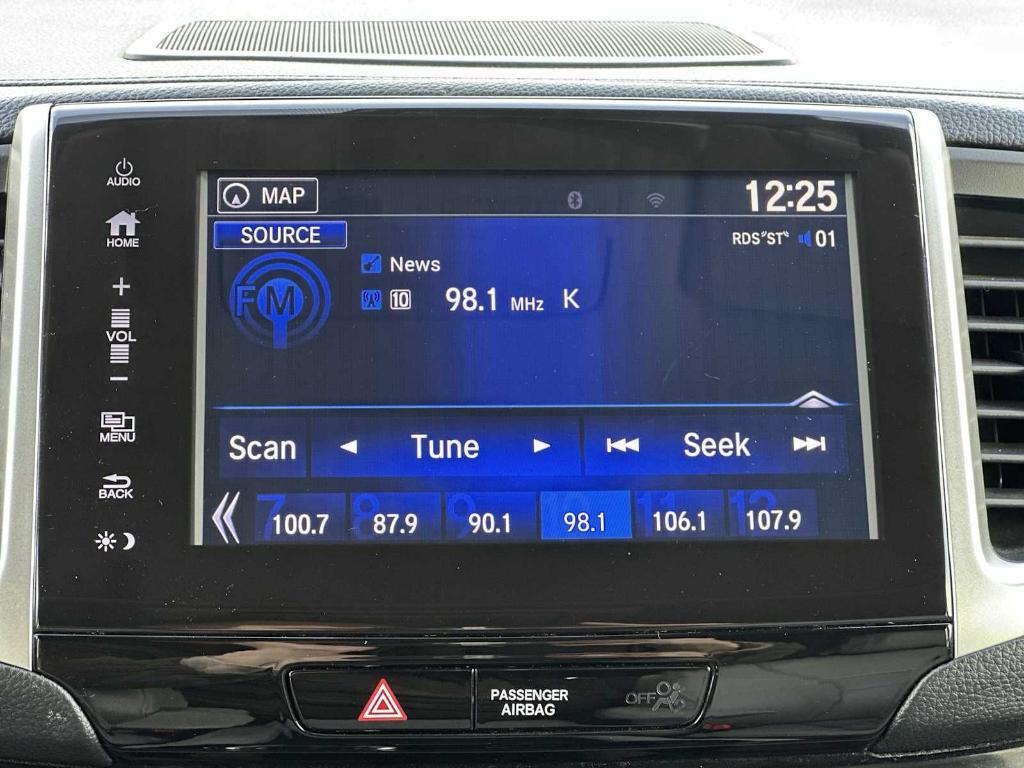 AUDIO
HOME
+
VOL
−
MENU
BACK
MAP
12:25
SOURCE
RDS "ST" 01
FM
News
10 98.1 MHz K
Scan Tune Seek
7 100.7 8 87.9 9 90.1 10 98.1 11 106.1 12 107.9
PASSENGER
AIRBAG
OFF